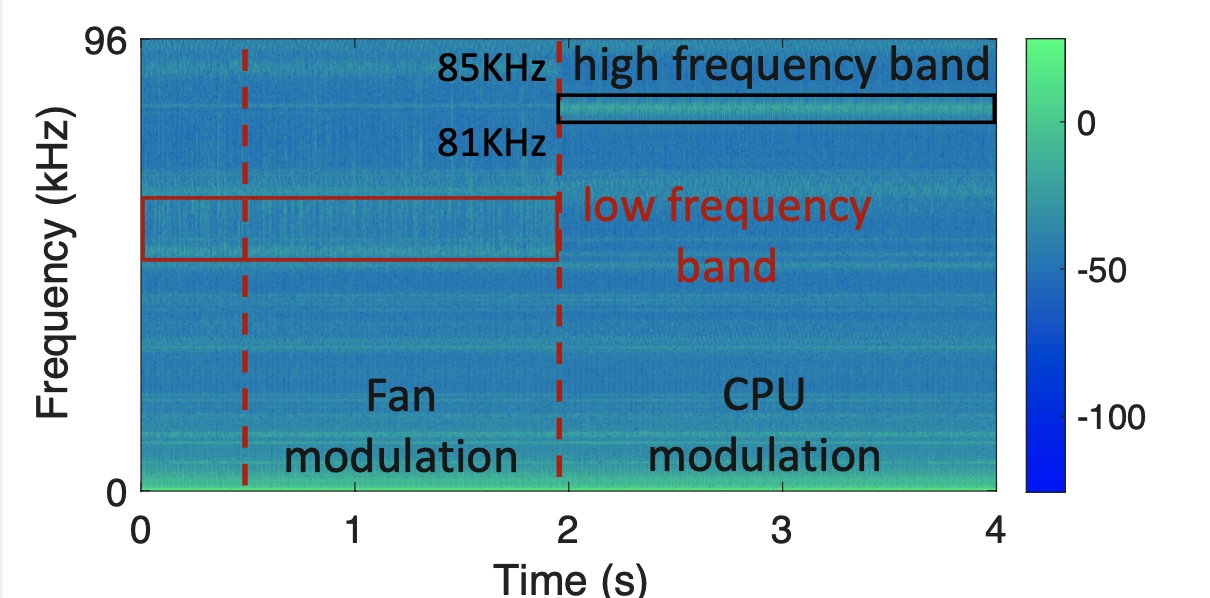 96
85KHz
high frequency band
0
81KHz
Frequency (kHz)
low frequency
band
-50
Fan
modulation
CPU
modulation
-100
0
0
1
2
3
4
Time (s)